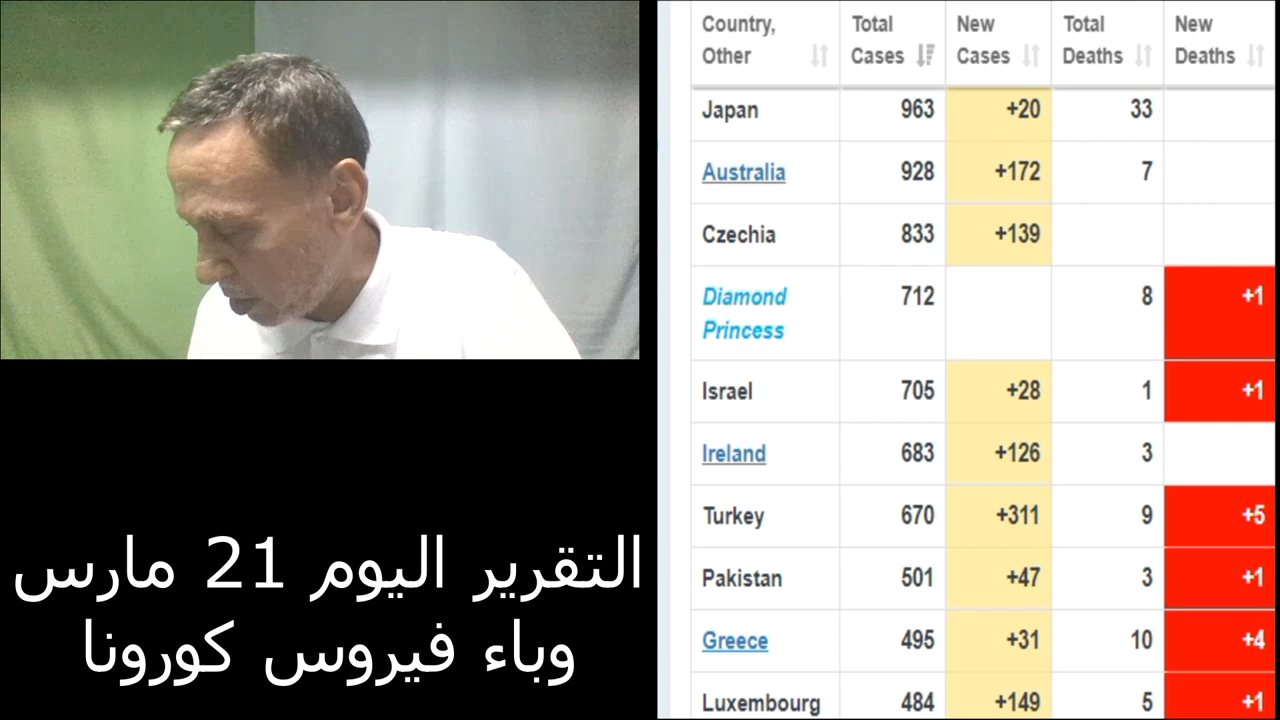 Country, Other Total Cases New Cases Total Deaths New Deaths
Japan 963 +20 33
Australia 928 +172 7
Czechia 833 +139
Diamond Princess 712 8 +1
Israel 705 +28 1 +1
Ireland 683 +126 3
Turkey 670 +311 9 +5
Pakistan 501 +47 3 +1
Greece 495 +31 10 +4
Luxembourg 484 +149 5 +1
التقرير اليوم 21 مارس
وباء فيروس كورونا